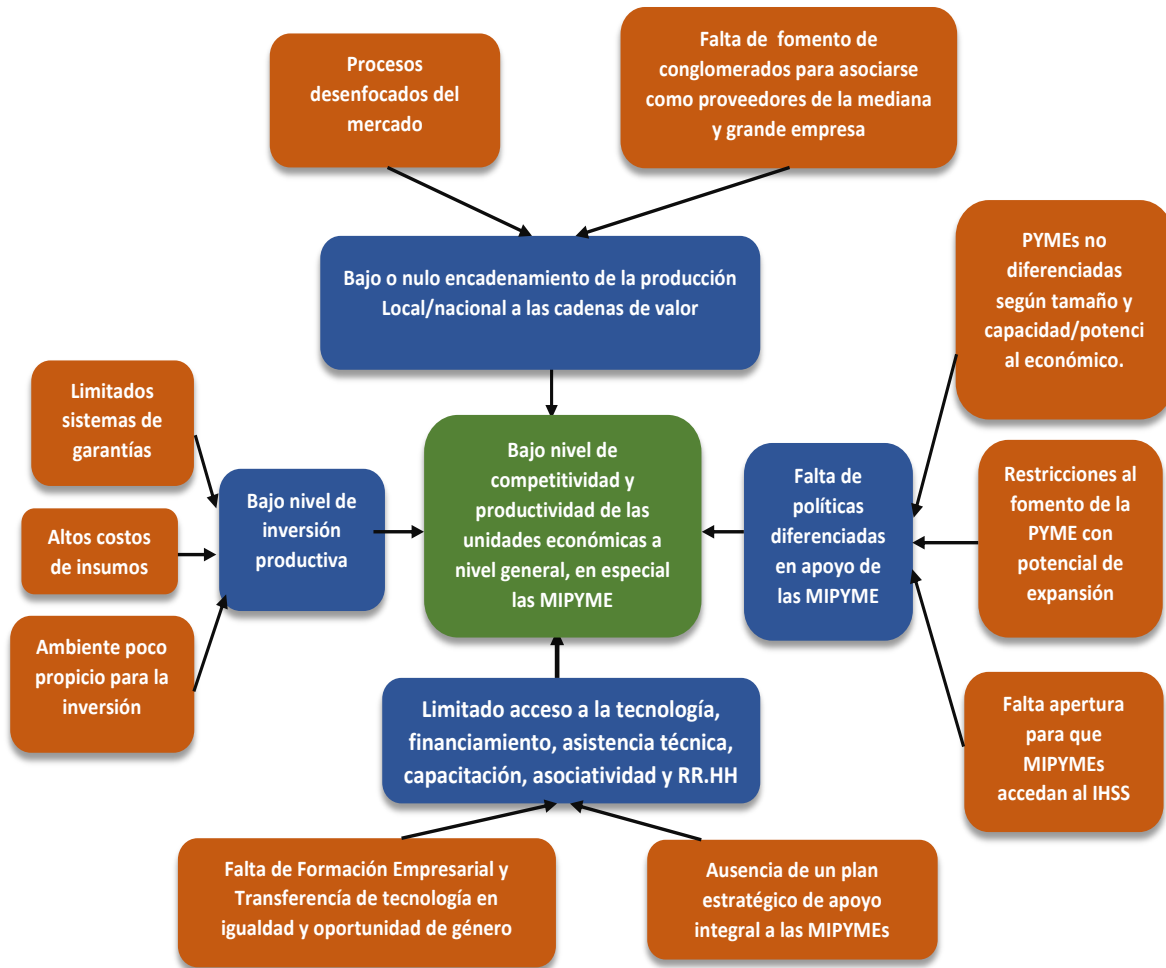 Procesos
desenfocados del
mercado
Falta de  fomento de
conglomerados para asociarse
como proveedores de la mediana
y grande empresa
Bajo o nulo encadenamiento de la producción
Local/nacional a las cadenas de valor
PYMEs no
diferenciadas
según tamaño y
capacidad/potenci
al económico.
Limitados
sistemas de
garantías
Bajo nivel de
inversión
productiva
Bajo nivel de
competitividad y
productividad de las
unidades económicas a
nivel general, en especial
las MIPYME
Falta de
políticas
diferenciadas
en apoyo de
las MIPYME
Restricciones al
fomento de la
PYME con
potencial de
expansión
Altos costos
de insumos
Ambiente poco
propicio para la
inversión
Limitado acceso a la tecnología,
financiamiento, asistencia técnica,
capacitación, asociatividad y RR.HH
Falta apertura
para que
MIPYMEs
accedan al IHSS
Falta de Formación Empresarial y
Transferencía de tecnología en
igualdad y oportunidad de género
Ausencia de un plan
estratégico de apoyo
integral a las MIPYMEs